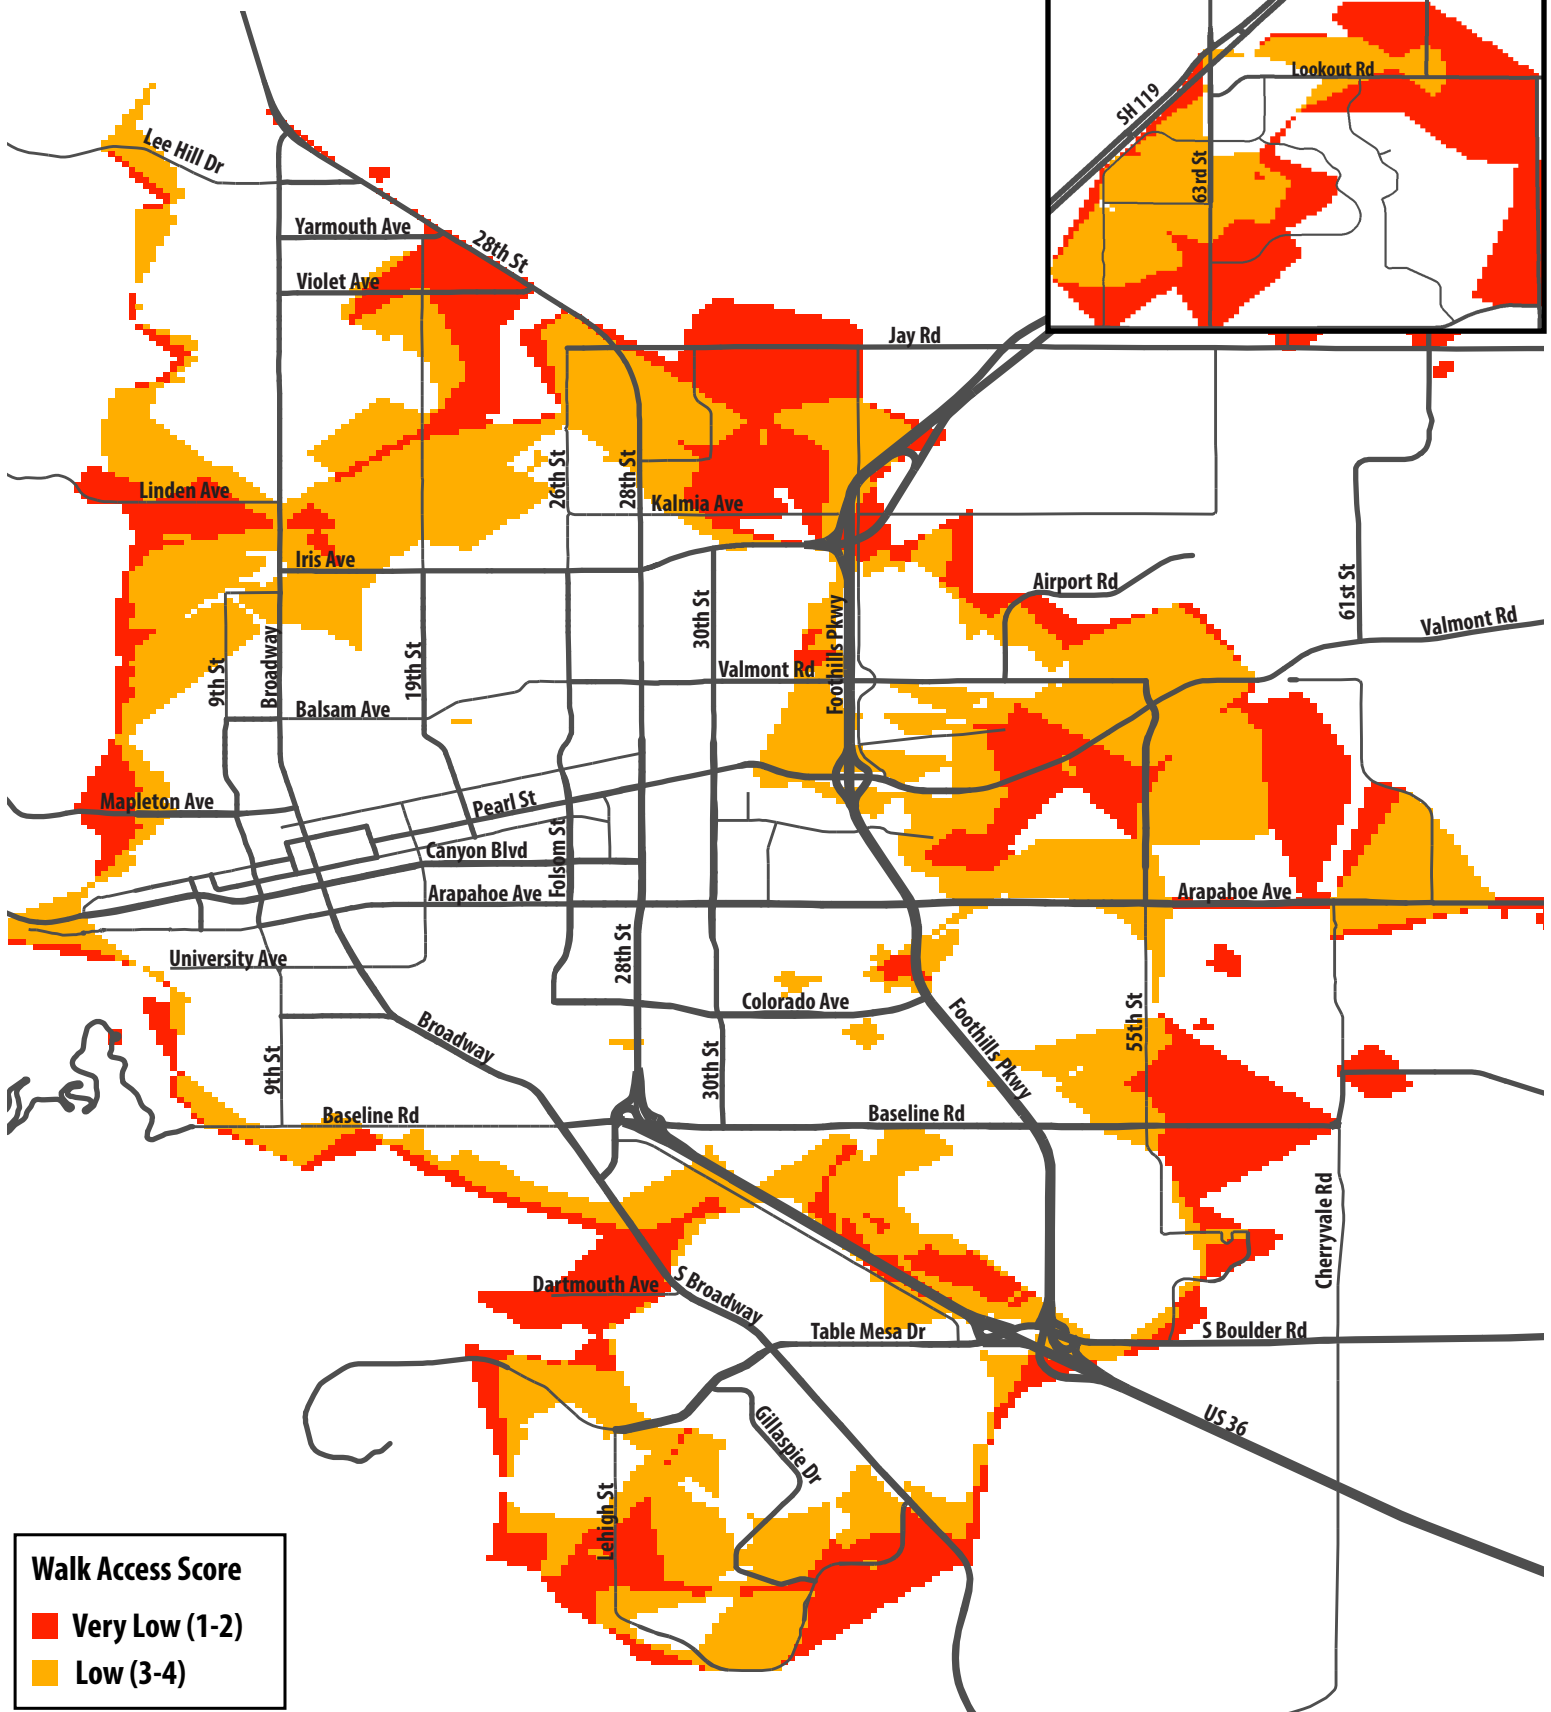 Lookout Rd
SH 119
63rd St
Lee Hill Dr
Yarmouth Ave
28th St
Violet Ave
Jay Rd
Linden Ave
26th St
28th St
Kalmia Ave
Iris Ave
Airport Rd
61st St
30th St
Foothills Pkwy
Valmont Rd
9th St
Broadway
19th St
Valmont Rd
Balsam Ave
Mapleton Ave
Pearl St
Canyon Blvd
Folsom St
Arapahoe Ave
Arapahoe Ave
University Ave
28th St
Colorado Ave
Foothills Pkwy
55th St
Broadway
9th St
30th St
Baseline Rd
Baseline Rd
Cherryvale Rd
Dartmouth Ave
S Broadway
Table Mesa Dr
S Boulder Rd
Gillaspie Dr
US 36
Lehigh St
Walk Access Score
Very Low (1-2)
Low (3-4)